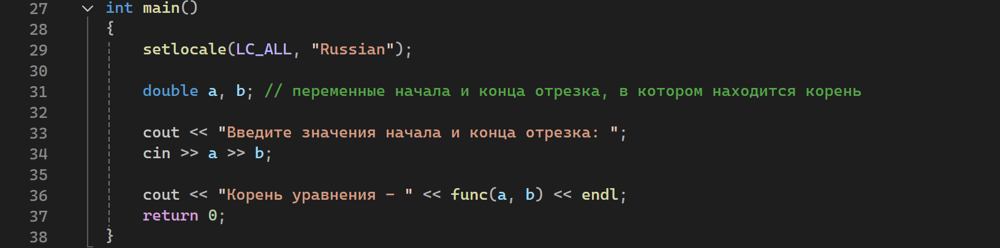 27 int main()
28 {
29 setlocale(LC_ALL, "Russian");
30
31 double a, b; // переменные начала и конца отрезка, в котором находится корень
32
33 cout << "Введите значения начала и конца отрезка: ";
34 cin >> a >> b;
35
36 cout << "Корень уравнения - " << func(a, b) << endl;
37 return 0;
38 }